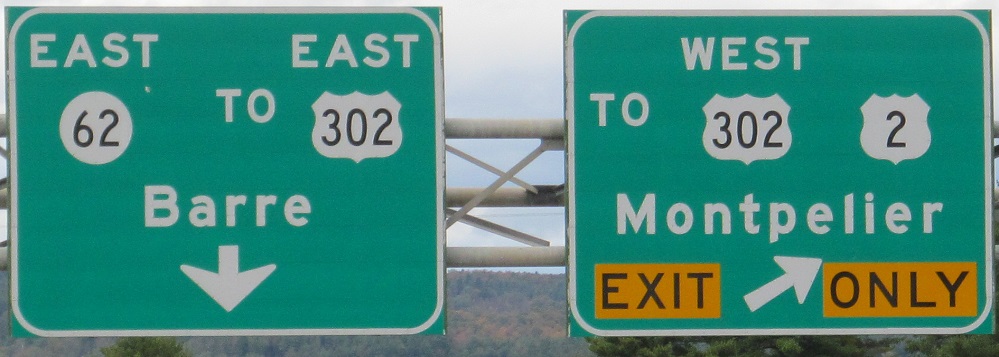 EAST EAST
62 TO 302
Barre
WEST
TO 302 2
Montpelier
EXIT ONLY